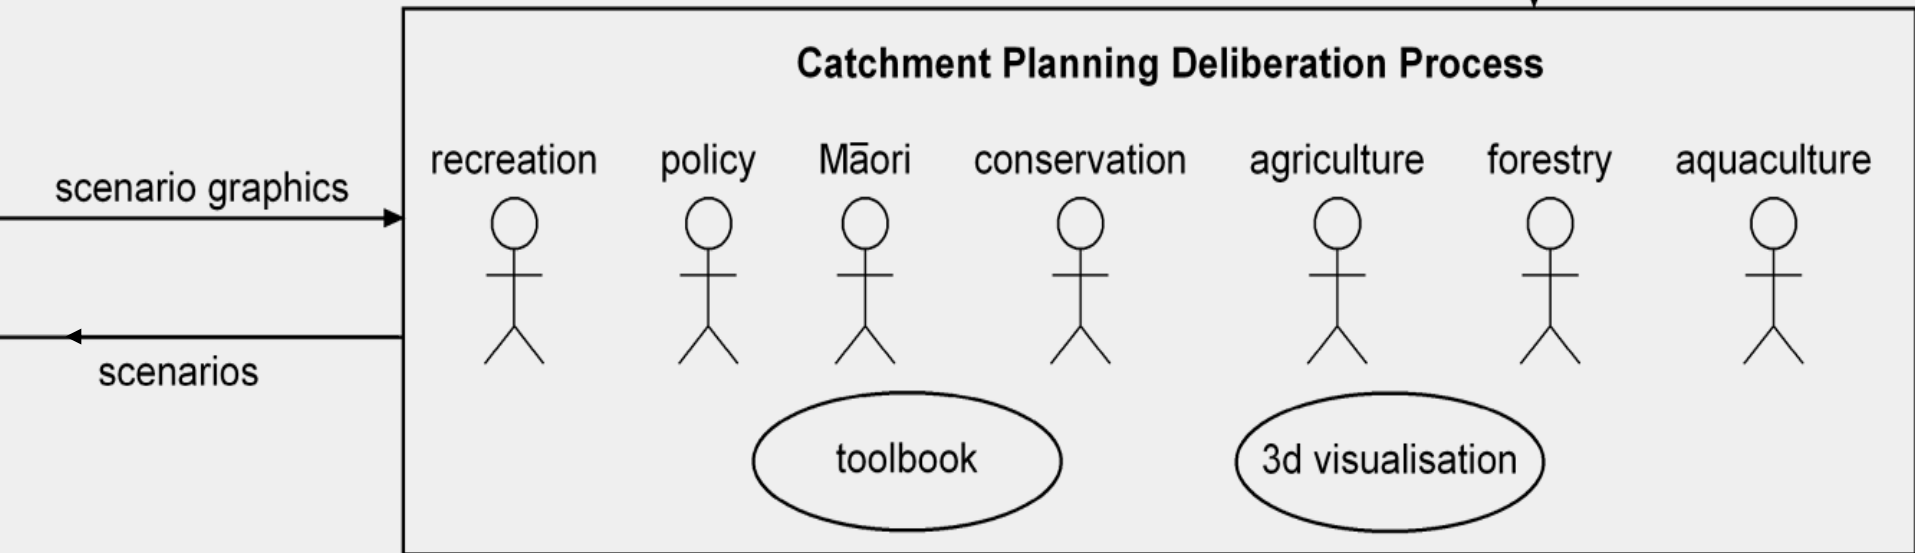 Catchment Planning Deliberation Process
recreation policy Māori conservation agriculture forestry aquaculture
scenario graphics
scenarios
toolbook 3d visualisation